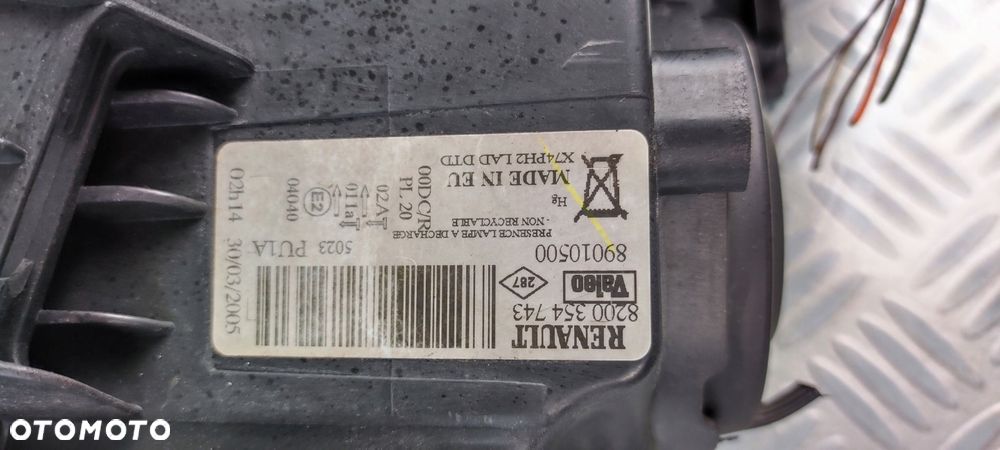 RENAULT
8200 354 743
Valeo
287
89010500
PRESENCE LAMPE A DECHARGE
- NON RECYCLABLE
Hg
MADE IN EU
X74PH2 LAD DTD
00DC/R
PL 20
02A
011a
E2
04040
5023 PU1A
02h14 30/03/2005
OTOMOTO